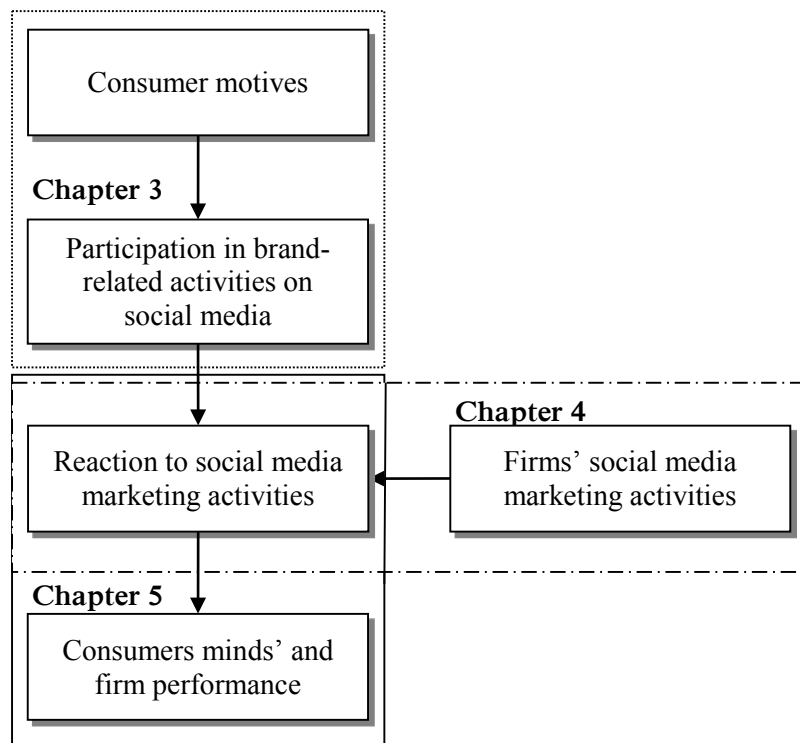 Consumer motives
Chapter 3
Participation in brand-
related activities on
social media
Chapter 4
Reaction to social media
marketing activities
Firms’ social media
marketing activities
Chapter 5
Consumers minds’ and
firm performance